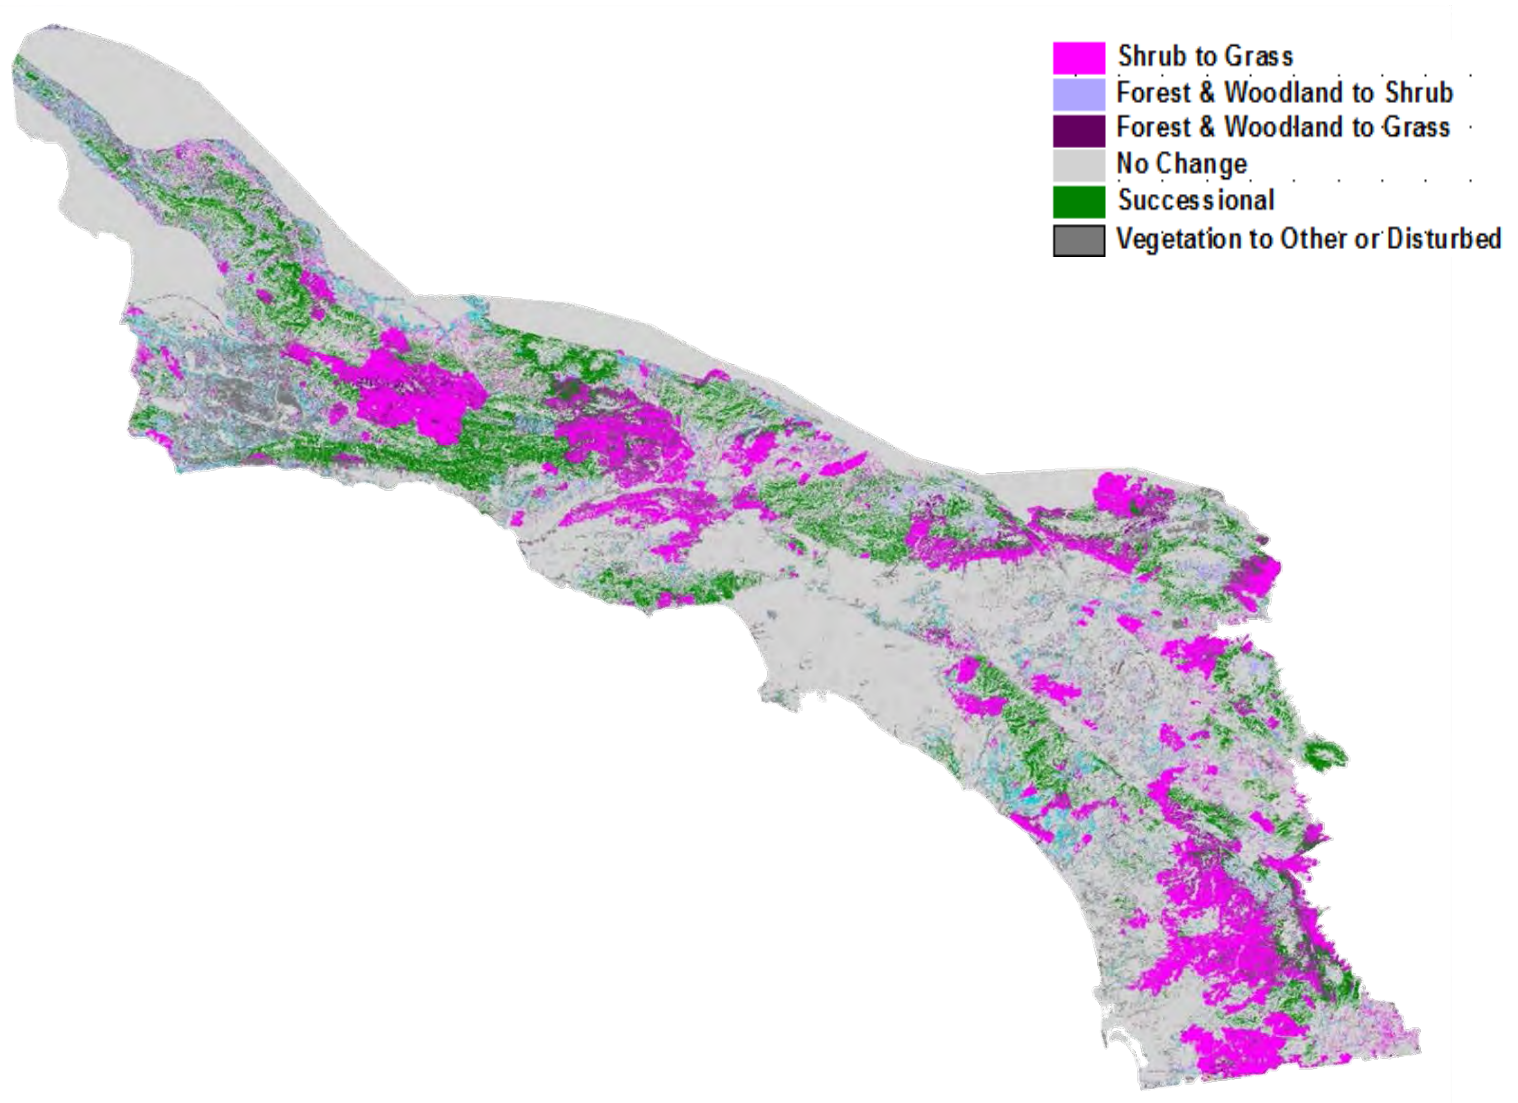 Shrub to Grass
Forest & Woodland to Shrub
Forest & Woodland to Grass
No Change
Successional
Vegetation to Other or Disturbed